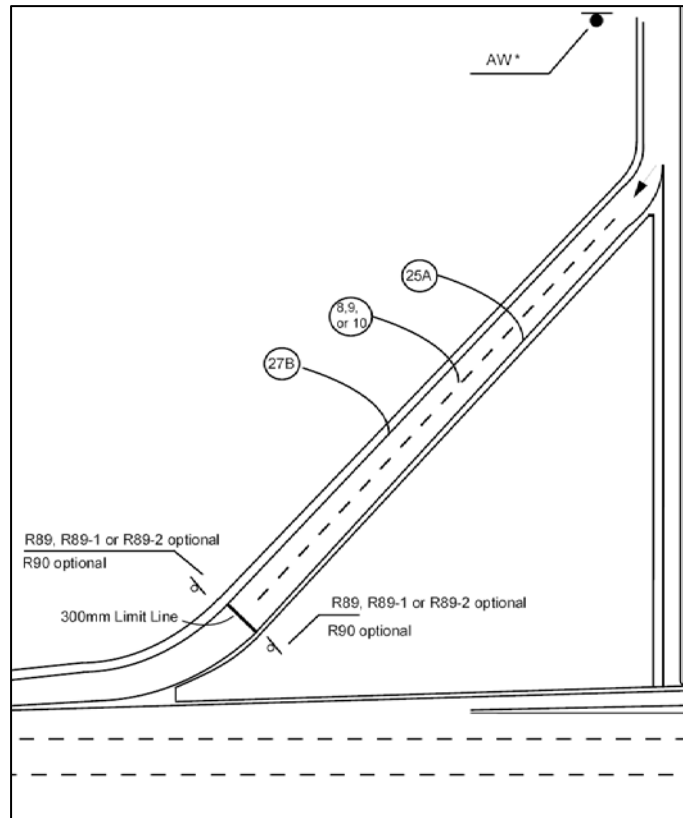 AW*
25A
8,9,
or 10
27B
R89, R89-1 or R89-2 optional
R90 optional
300mm Limit Line
R89, R89-1 or R89-2 optional
R90 optional